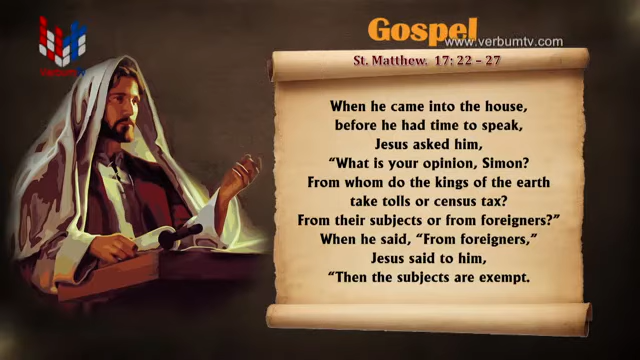 Gospel
www.verbumtv.com
verbumtv
St. Matthew. 17: 22 – 27
When he came into the house,
before he had time to speak,
Jesus asked him,
“What is your opinion, Simon?
From whom do the kings of the earth
take tolls or census tax?
From their subjects or from foreigners?”
When he said, “From foreigners,”
Jesus said to him,
“Then the subjects are exempt.